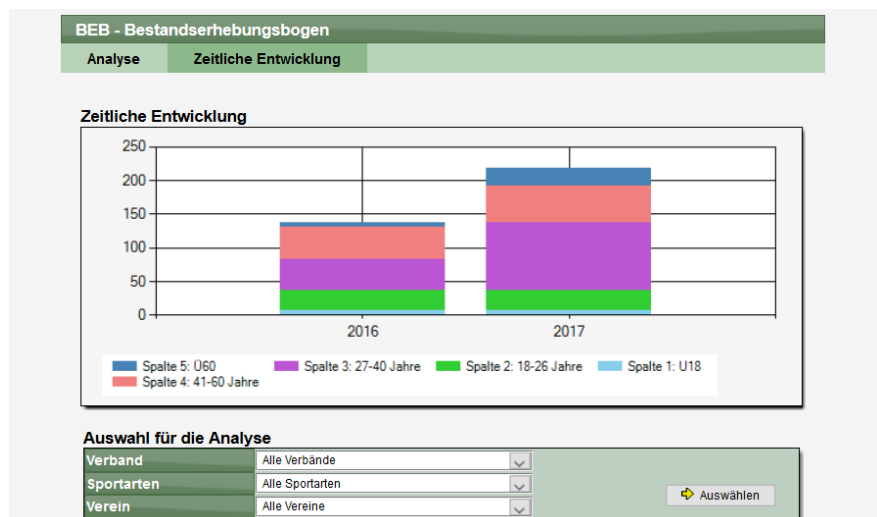 BEB - Bestandserhebungsbogen
Analyse Zeitliche Entwicklung
Zeitliche Entwicklung
250
200
150
100
50
0
2016 2017
Spalte 5: Ü60 Spalte 3: 27-40 Jahre Spalte 2: 18-26 Jahre Spalte 1: U18
Spalte 4: 41-60 Jahre
Auswahl für die Analyse
Verband Alle Verbände
Sportarten Alle Sportarten
Auswählen
Verein Alle Vereine